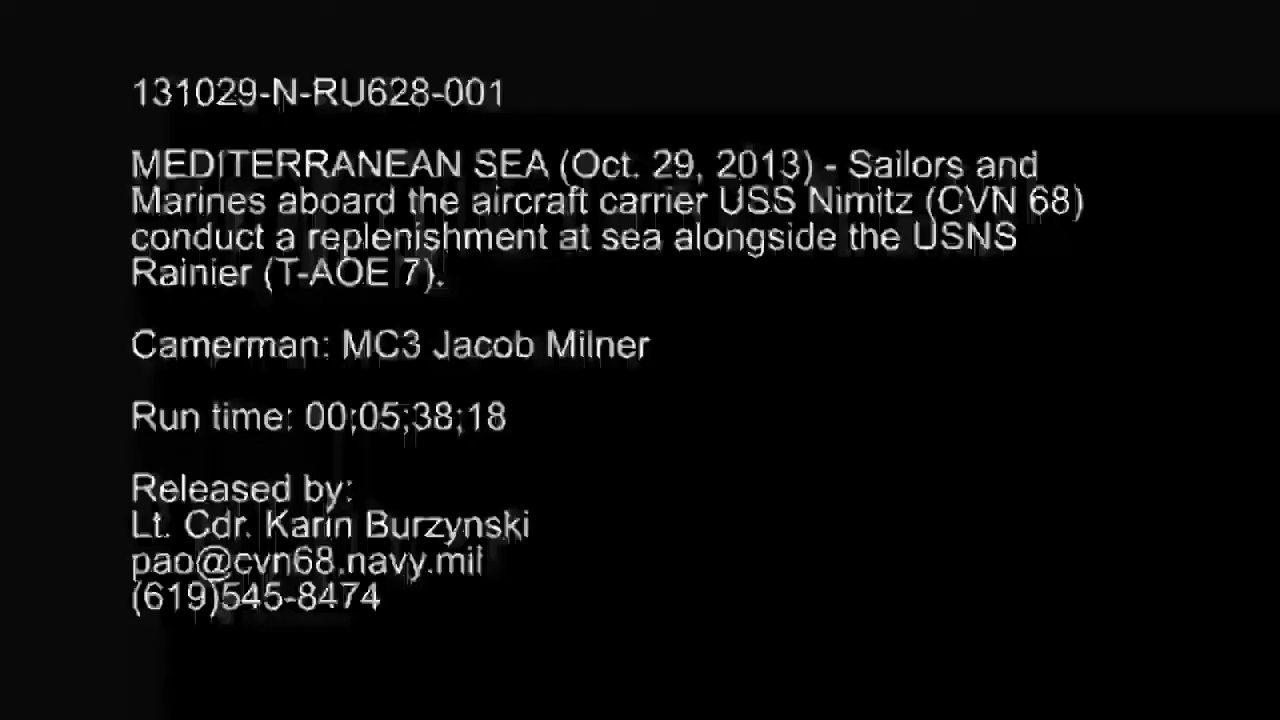 131029-N-RU628-001
MEDITERRANEAN SEA (Oct. 29, 2013) - Sailors and
Marines aboard the aircraft carrier USS Nimitz (CVN 68)
conduct a replenishment at sea alongside the USNS
Rainier (T-AOE 7).
Camerman: MC3 Jacob Milner
Run time: 00;05;38;18
Released by:
Lt. Cdr. Karin Burzynski
pao@cvn68.navy.mil
(619)545-8474